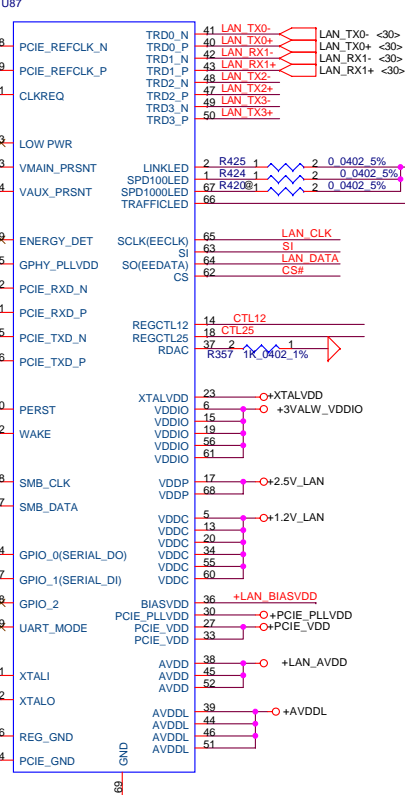 U87
TRD0_N 41 LAN_TX0- LAN_TX0- <30>
PCIE_REFCLK_N TRD0_P 40 LAN_TX0+ LAN_TX0+ <30>
TRD1_N 42 LAN_RX1- LAN_RX1- <30>
PCIE_REFCLK_P TRD1_P 43 LAN_RX1+ LAN_RX1+ <30>
TRD2_N 48 LAN_TX2-
CLKREQ TRD2_P 47 LAN_TX2+
TRD3_N 49 LAN_TX3-
TRD3_P 50 LAN_TX3+
LOW PWR
VMAIN_PRSNT LINKLED 2 R425 1 2 0_0402_5%
SPD100LED 1 R424 1 2 0_0402_5%
VAUX_PRSNT SPD1000LED 67 R420@1 2 0_0402_5%
TRAFFICLED 66
ENERGY_DET SCLK(EECLK) 65 LAN_CLK
SI 63 SI
GPHY_PLLVDD SO(EEDATA) 64 LAN_DATA
CS 62 CS#
PCIE_RXD_N
PCIE_RXD_P
REGCTL12 14 CTL12
PCIE_TXD_N REGCTL25 18 CTL25
RDAC 37 2 1
PCIE_TXD_P R357 1K_0402_1%
XTALVDD 23 +XTALVDD
PERST VDDIO 6 +3VALW_VDDIO
VDDIO 15
WAKE VDDIO 19
VDDIO 56
VDDIO 61
SMB_CLK VDDP 17 +2.5V_LAN
VDDP 68
SMB_DATA
VDDC 5 +1.2V_LAN
VDDC 13
VDDC 20
GPIO_0(SERIAL_DO) VDDC 34
VDDC 55
GPIO_1(SERIAL_DI) VDDC 60
GPIO_2 BIASVDD 36 +LAN_BIASVDD
PCIE_PLLVDD 30 +PCIE_PLLVDD
UART_MODE PCIE_VDD 27 +PCIE_VDD
PCIE_VDD 33
AVDD 38 +LAN_AVDD
XTALI AVDD 45
AVDD 52
XTALO
AVDDL 39 +AVDDL
AVDDL 44
REG_GND AVDDL 46
AVDDL 51
PCIE_GND GND
69